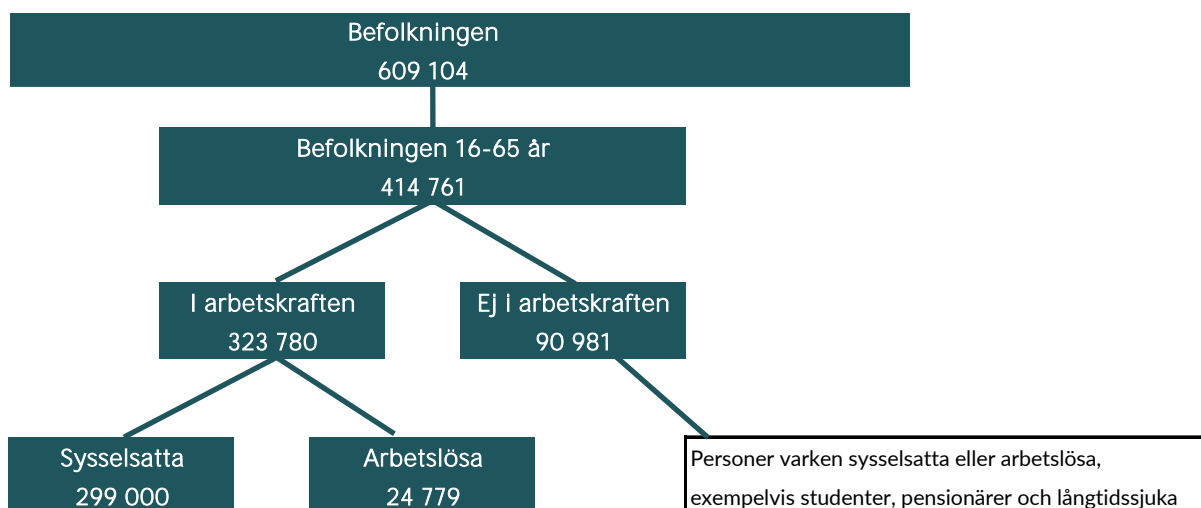 Befolkningen
609 104
Befolkningen 16-65 år
414 761
I arbetskraften
323 780
Ej i arbetskraften
90 981
Sysselsatta
299 000
Arbetslösa
24 779
Personer varken sysselsatta eller arbetslösa,
exempelvis studenter, pensionärer och långtidssjuka